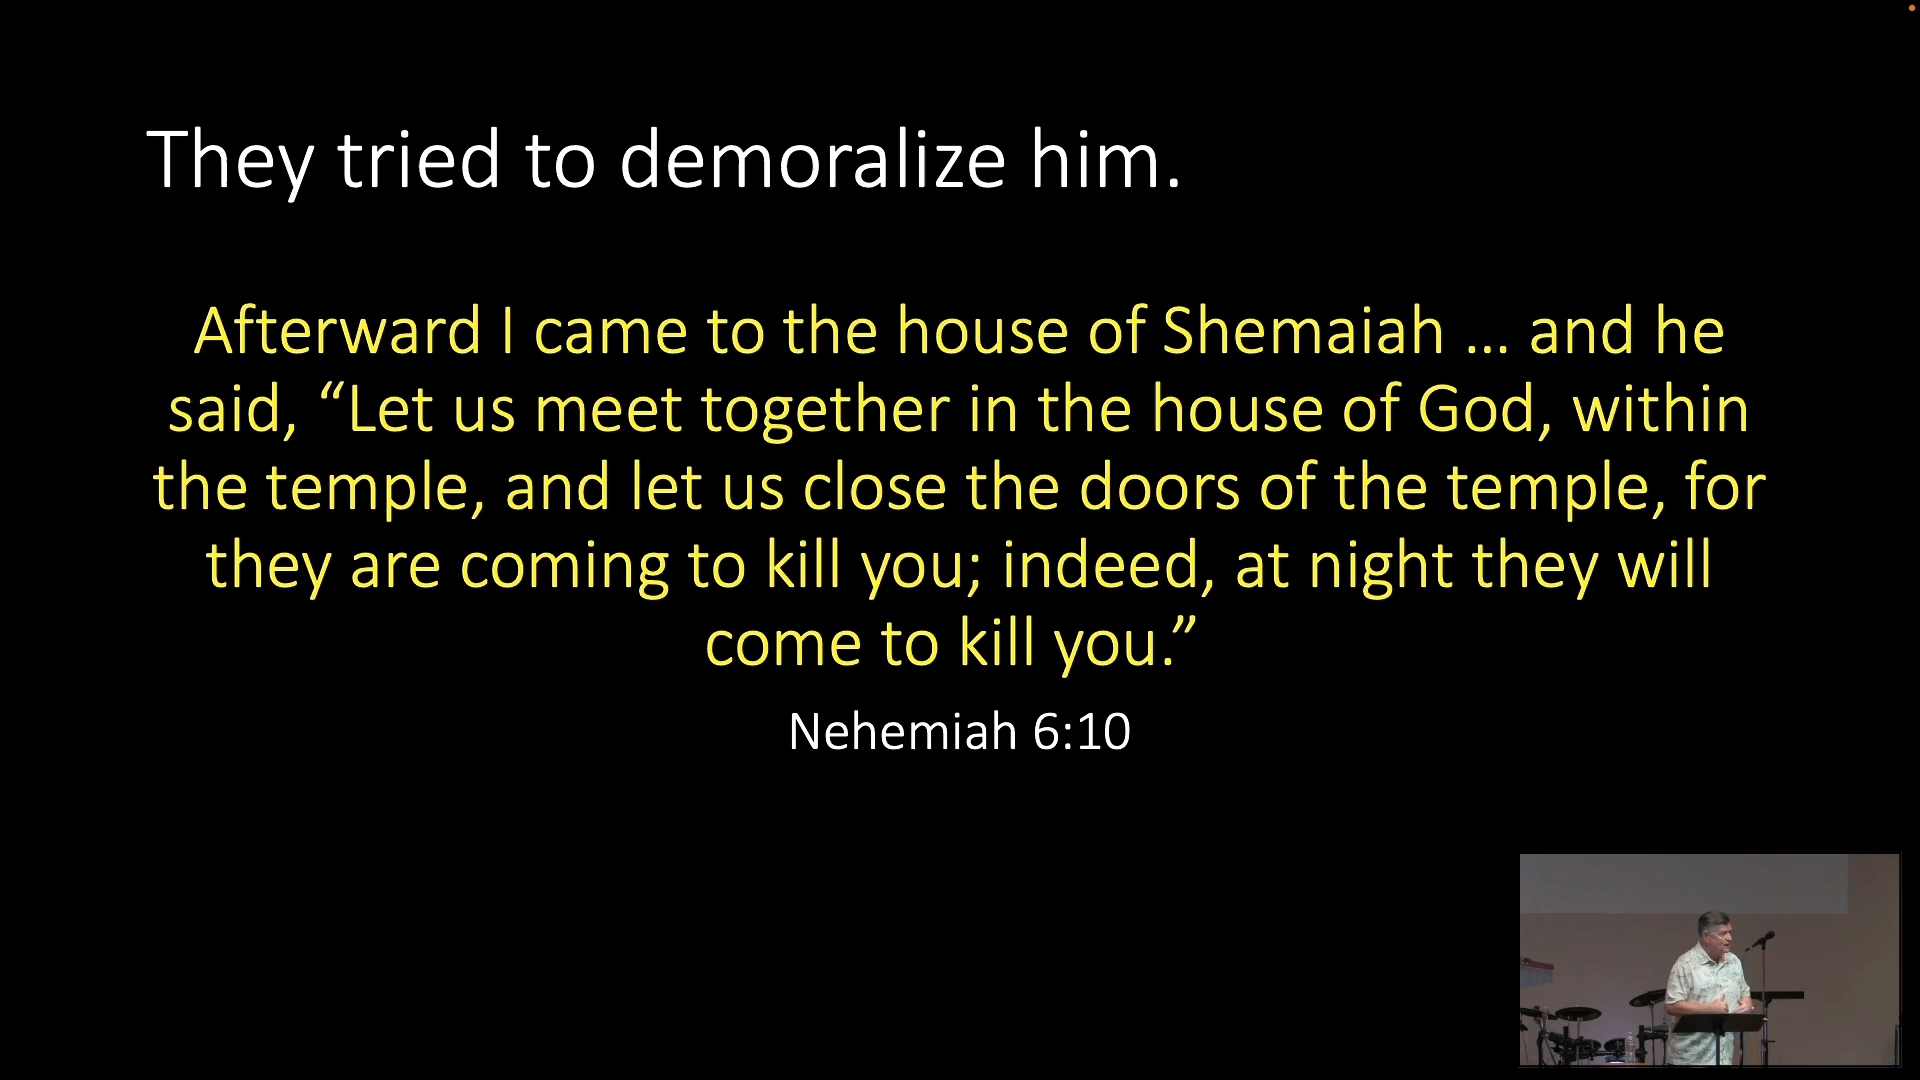 They tried to demoralize him.
Afterward I came to the house of Shemaiah … and he
said, “Let us meet together in the house of God, within
the temple, and let us close the doors of the temple, for
they are coming to kill you; indeed, at night they will
come to kill you.”
Nehemiah 6:10